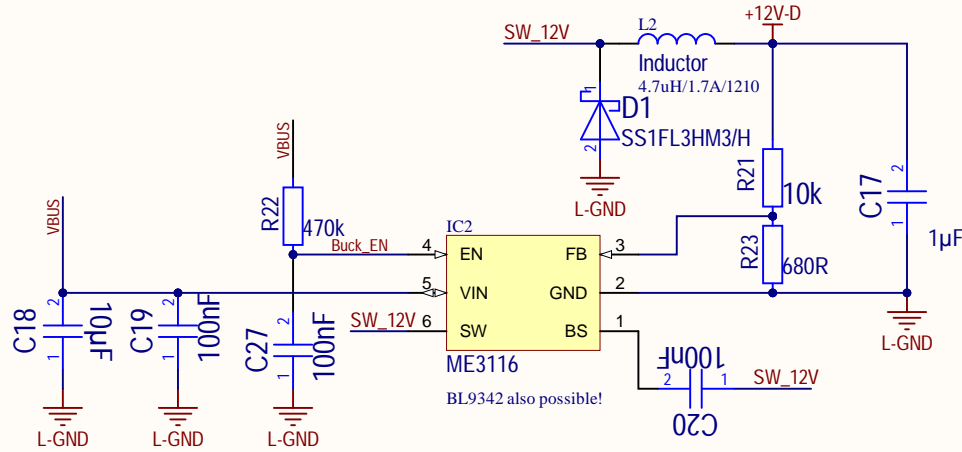 SW_12V
L2
+12V-D
Inductor
4.7uH/1.7A/1210
1
D1
SS1FL3HM3/H
2
L-GND
VBUS
R22
470k
VBUS
R21
10k
2
C17
1
1µF
L-GND
R23
680R
IC2
Buck_EN
4
EN
FB
3
5
VIN
GND
2
SW_12V
6
SW
BS
1
ME3116
BL9342 also possible!
2
C18
10µF
1
L-GND
2
C19
100nF
1
L-GND
2
C27
100nF
1
L-GND
100nF
2
1
SW_12V
C20